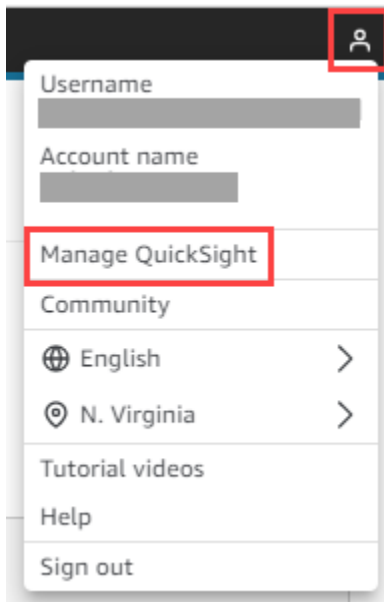 Username
Account name
Manage QuickSight
Community
English
N. Virginia
Tutorial videos
Help
Sign out